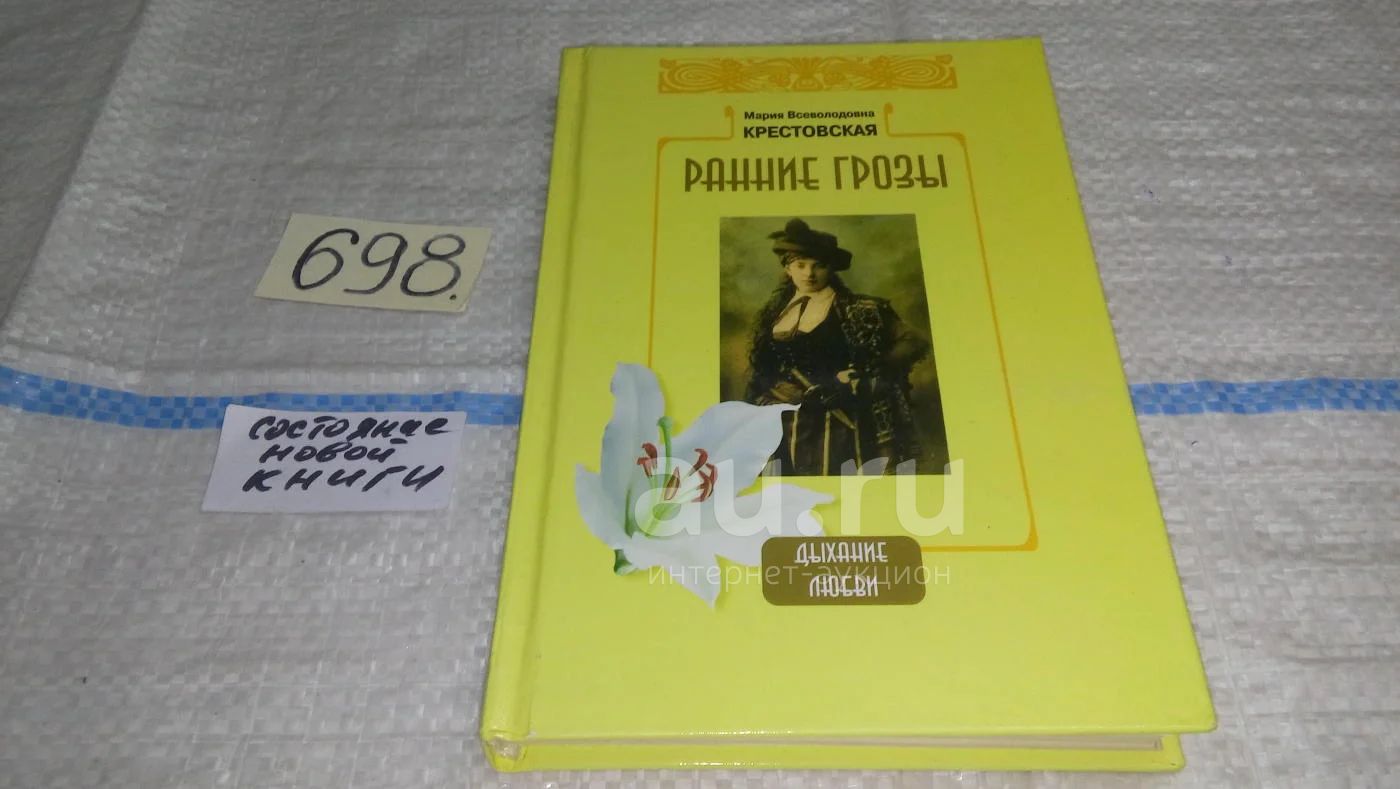 Мария Всеволодовна
КРЕСТОВСКАЯ
РАННИЕ ГРОЗЫ
698.
состояние
новой
книги
au.ru
интернет-аукцион
ДЫХАНИЕ
ЛЮБВИ